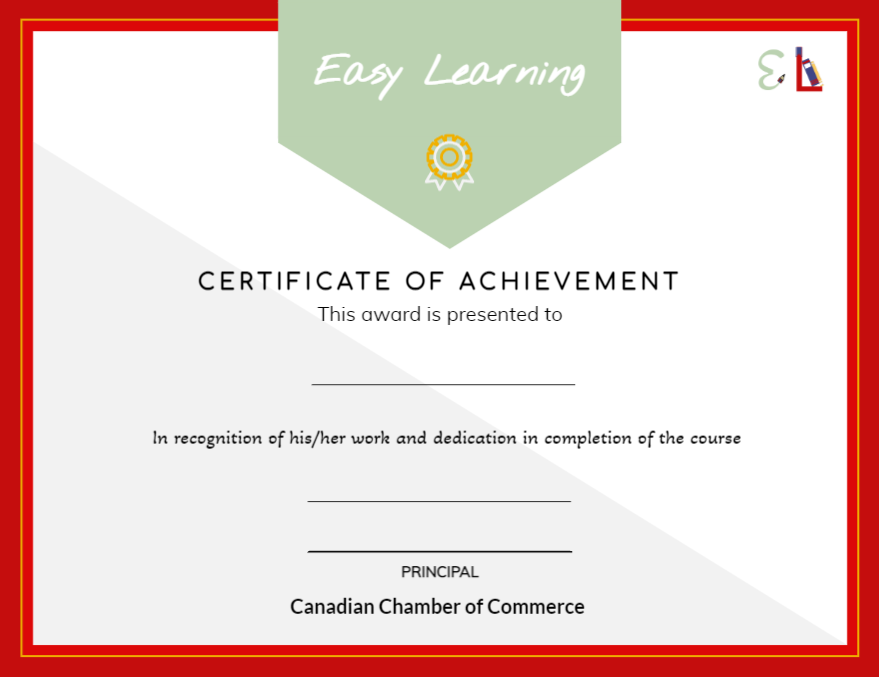 Easy Learning
EL
CERTIFICATE OF ACHIEVEMENT
This award is presented to
In recognition of his/her work and dedication in completion of the course
PRINCIPAL
Canadian Chamber of Commerce